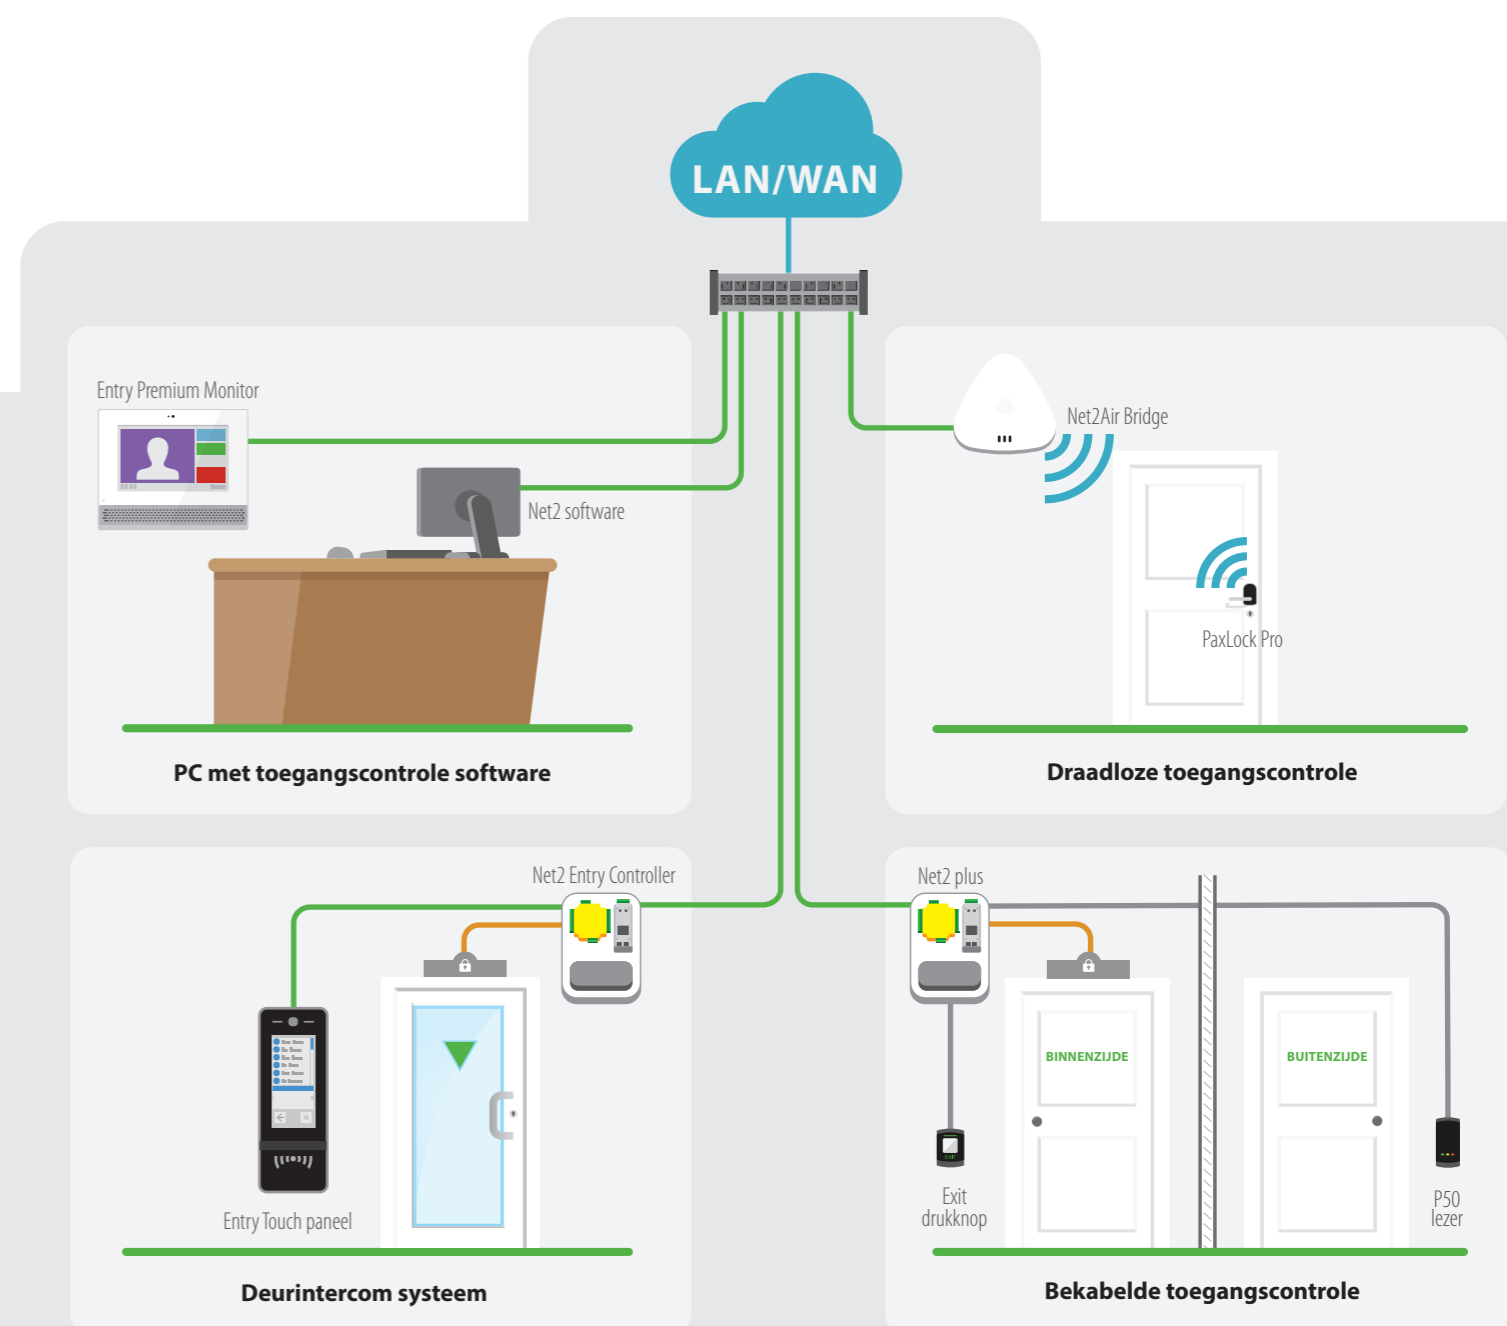 LAN/WAN
Entry Premium Monitor
Net2 software
PC met toegangscontrole software
Net2Air Bridge
PaxLock Pro
Draadloze toegangscontrole
Net2 Entry Controller
Entry Touch paneel
Deurintercom systeem
Net2 plus
BINNENZIJDE
BUITENZIJDE
EXIT
Exit
drukknop
P50
lezer
Bekabelde toegangscontrole